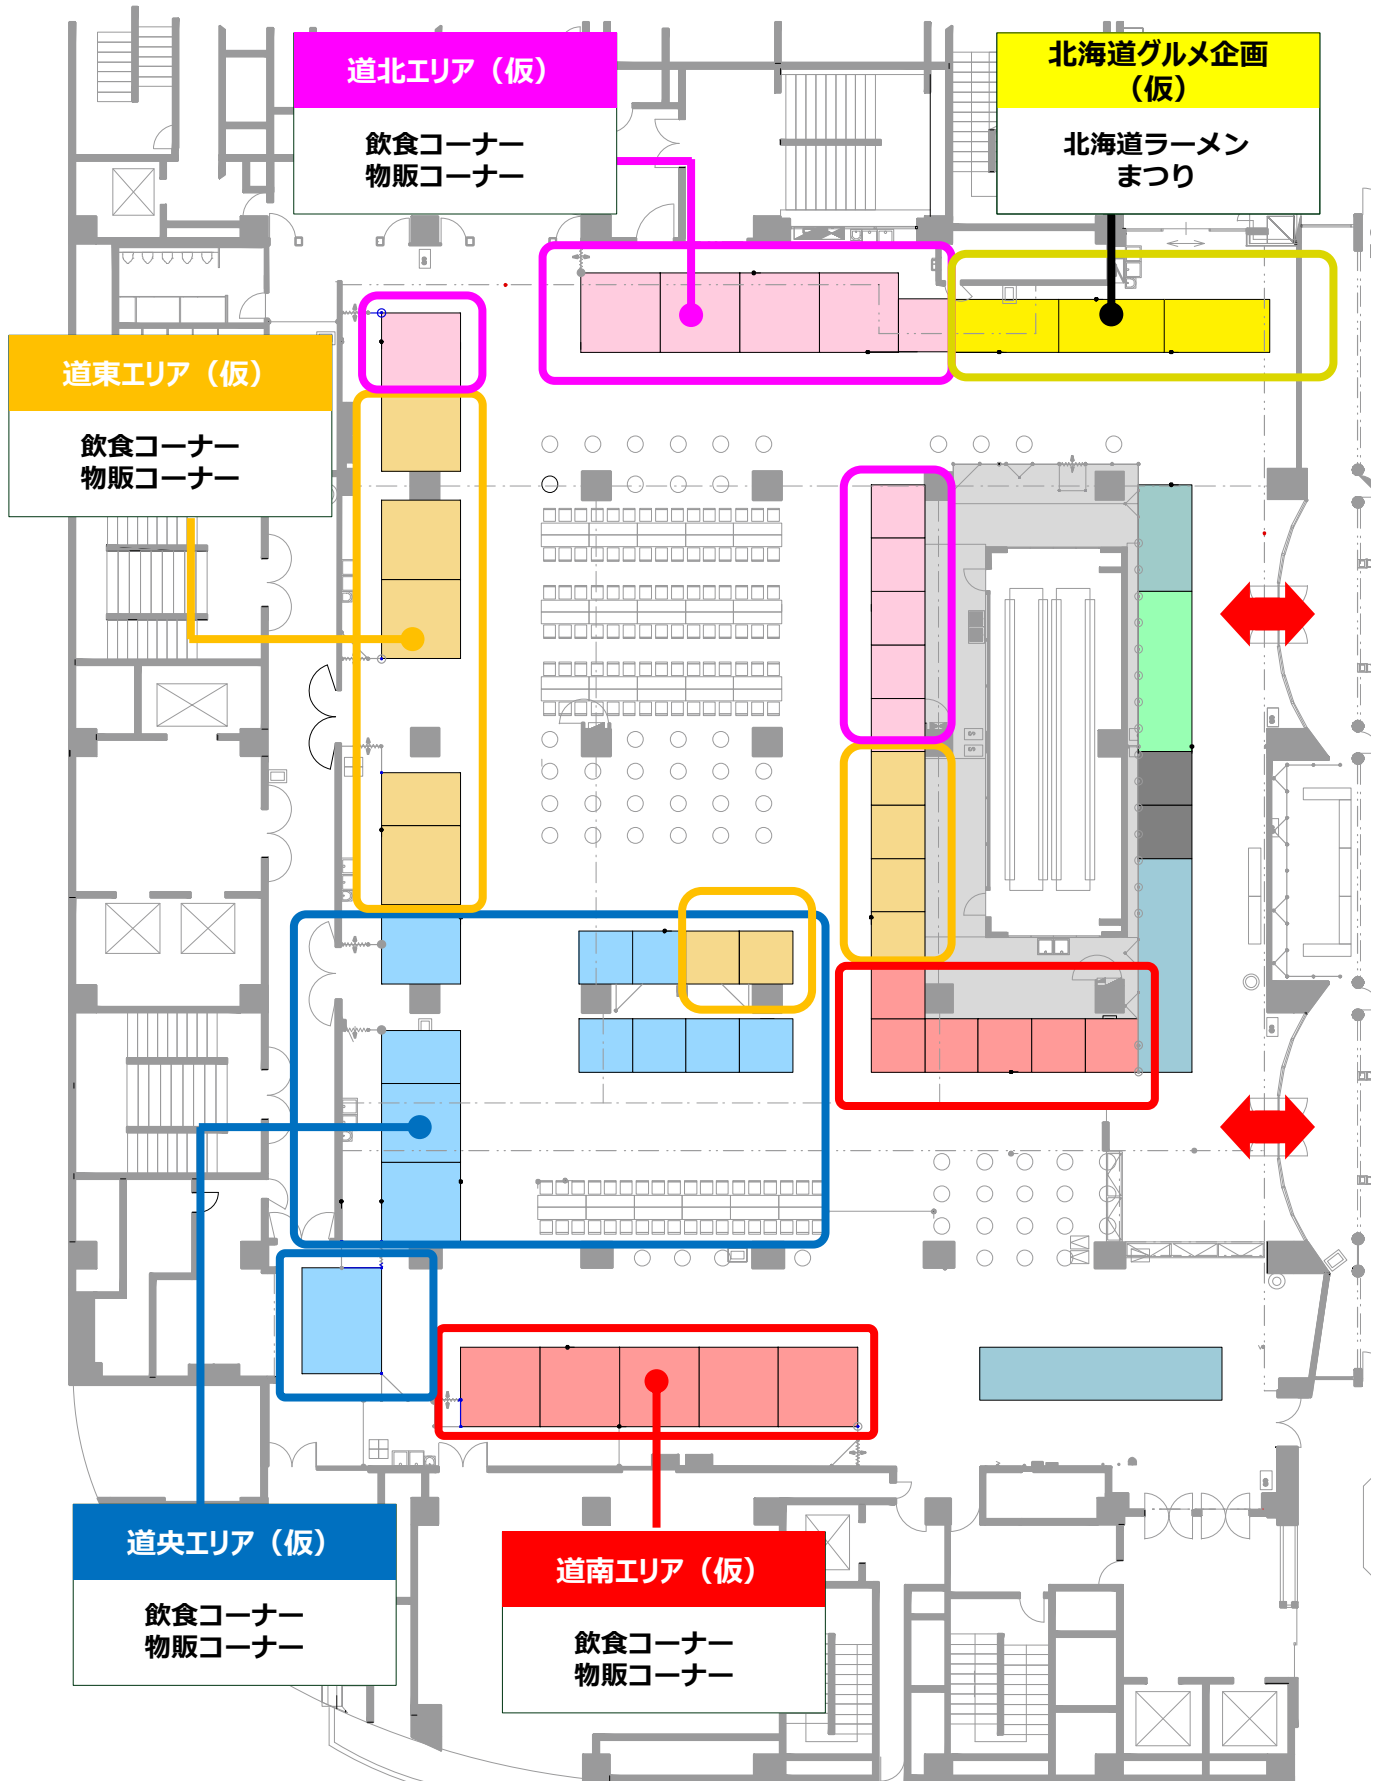 道北エリア（仮）
飲食コーナー
物販コーナー
北海道グルメ企画
（仮）
北海道ラーメン
まつり
道東エリア（仮）
飲食コーナー
物販コーナー
道央エリア（仮）
飲食コーナー
物販コーナー
道南エリア（仮）
飲食コーナー
物販コーナー